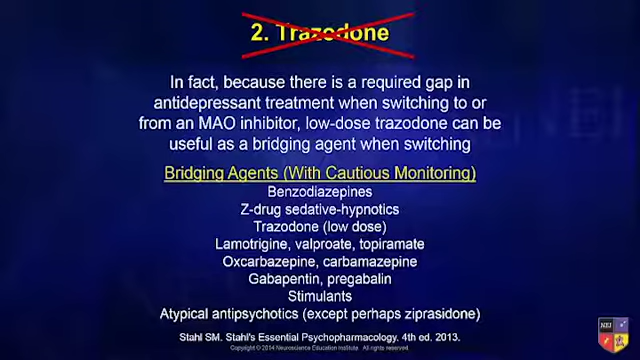 2. Trazodone
In fact, because there is a required gap in
antidepressant treatment when switching to or
from an MAO inhibitor, low-dose trazodone can be
useful as a bridging agent when switching
Bridging Agents (With Cautious Monitoring)
Benzodiazepines
Z-drug sedative-hypnotics
Trazodone (low dose)
Lamotrigine, valproate, topiramate
Oxcarbazepine, carbamazepine
Gabapentin, pregabalin
Stimulants
Atypical antipsychotics (except perhaps ziprasidone)
Stahl SM. Stahl's Essential Psychopharmacology. 4th ed. 2013.
Copyright © 2014 Neuroscience Education Institute. All rights reserved.
NEI